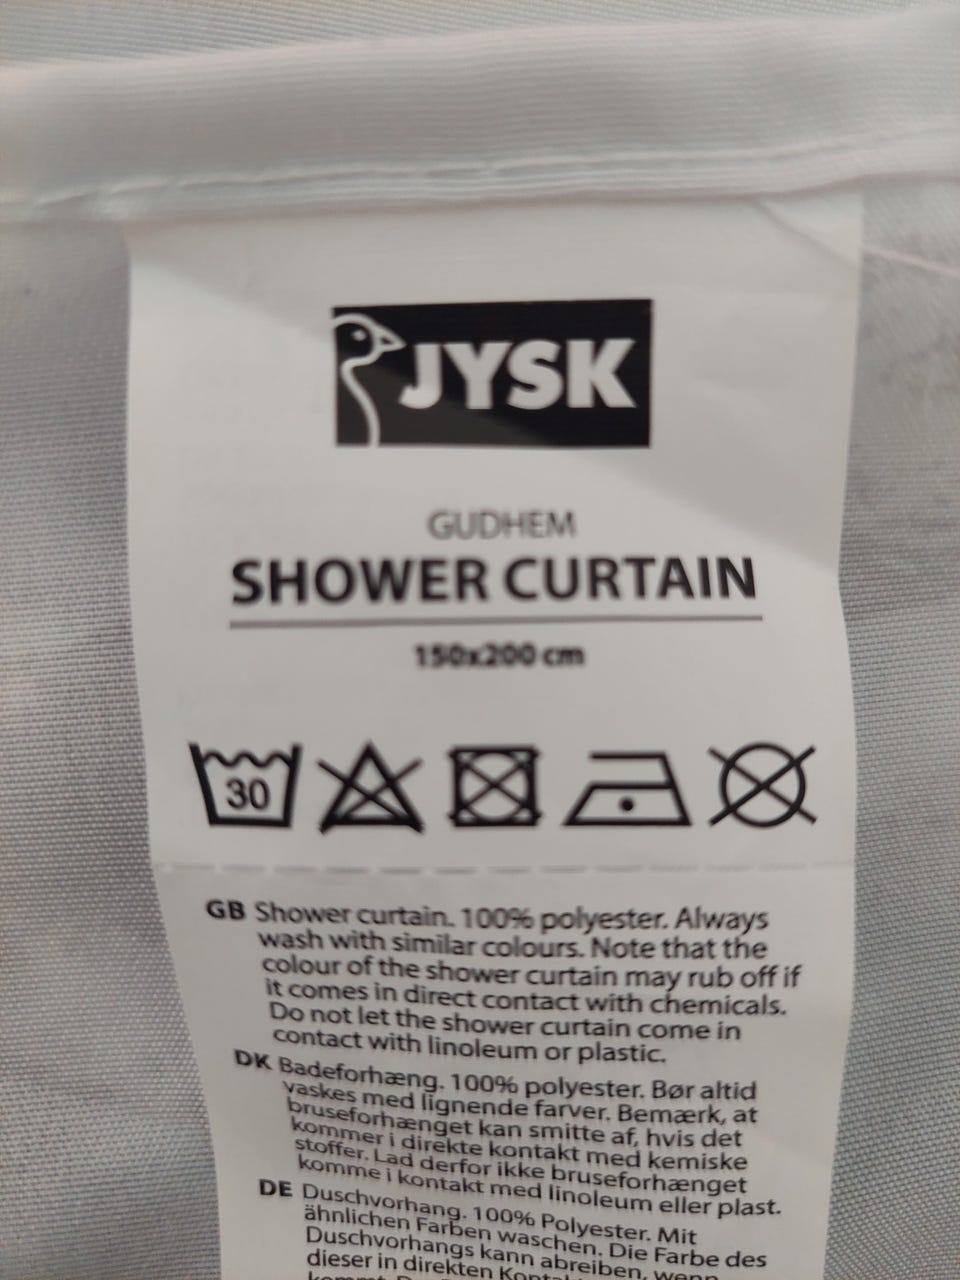 JYSK
GUDHEM
SHOWER CURTAIN
150x200 cm
30
GB Shower curtain. 100% polyester. Always
wash with similar colours. Note that the
colour of the shower curtain may rub off if
it comes in direct contact with chemicals.
Do not let the shower curtain come in
contact with linoleum or plastic.
DK Badeforhæng. 100% polyester. Bør altid
vaskes med lignende farver. Bemærk, at
bruseforhænget kan smitte af, hvis det
kommer i direkte kontakt med kemiske
stoffer. Lad derfor ikke bruseforhænget
komme i kontakt med linoleum eller plast.
DE Duschvorhang. 100% Polyester. Mit
ähnlichen Farben waschen. Die Farbe des
Duschvorhangs kann abreiben, wenn
dieser in direkten